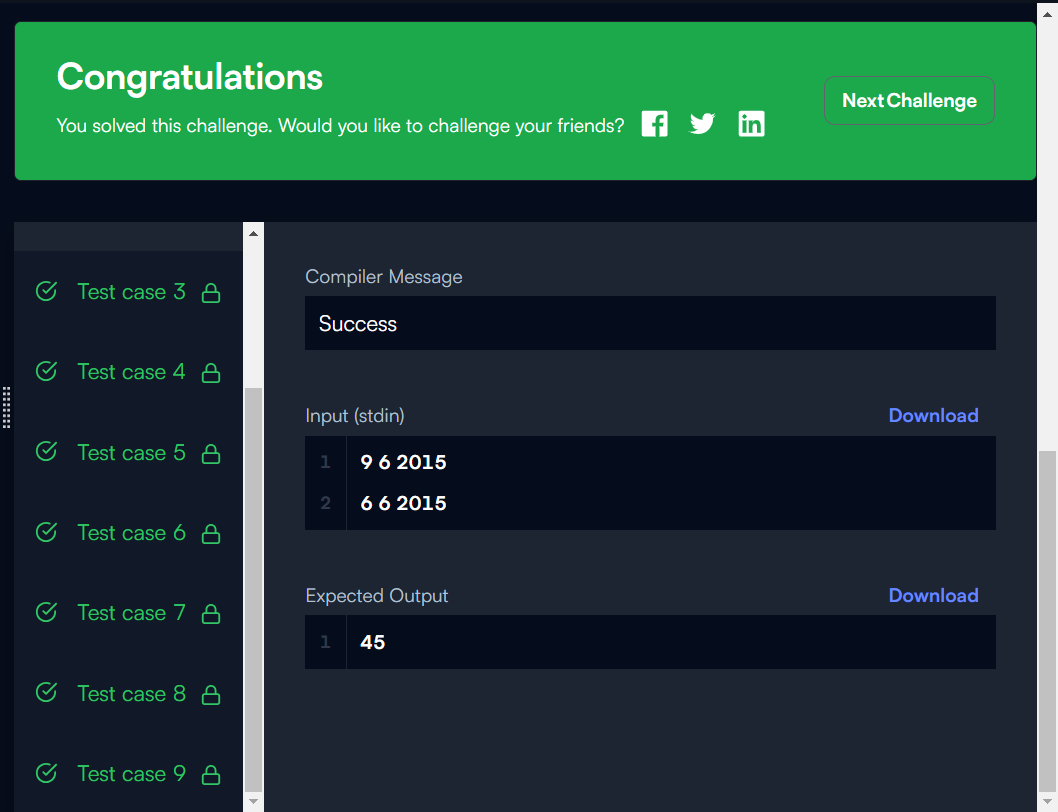 Congratulations
You solved this challenge. Would you like to challenge your friends?
Next Challenge
Test case 3
Test case 4
Test case 5
Test case 6
Test case 7
Test case 8
Test case 9
Compiler Message
Success
Input (stdin)
Download
1 9 6 2015
2 6 6 2015
Expected Output
Download
1 45